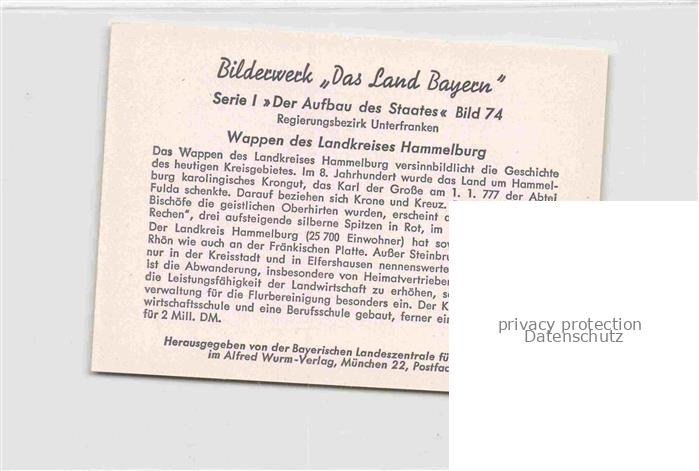 Bilderwerk „Das Land Bayern“
Serie I »Der Aufbau des Staates« Bild 74
Regierungsbezirk Unterfranken
Wappen des Landkreises Hammelburg
Das Wappen des Landkreises Hammelburg versinnbildlicht die Geschichte
des heutigen Kreisgebietes. Im 8. Jahrhundert wurde das Land um Hammel-
burg karolingisches Krongut, das Karl der Große am 1. 1. 777 der Abtei
Fulda schenkte. Darauf beziehen sich Krone und Kreuz.
Bischöfe die geistlichen Oberhirten wurden, erscheint
Rechen“, drei aufsteigende silberne Spitzen in Rot, im
Der Landkreis Hammelburg (25 700 Einwohner) hat
Rhön wie auch an der Fränkischen Platte. Außer
nur in der Kreisstadt und in Elfershausen
ist die Abwanderung, insbesondere von
die Leistungsfähigkeit der Landwirtschaft zu erhöhen,
verwaltung für die Flurbereinigung besonders ein. Der
wirtschaftsschule und eine Berufsschule gebaut, ferner
für 2 Mill. DM.
Herausgegeben von der Bayerischen Landeszentrale
im Alfred Wurm-Verlag, München 22,
privacy protection
Datenschutz